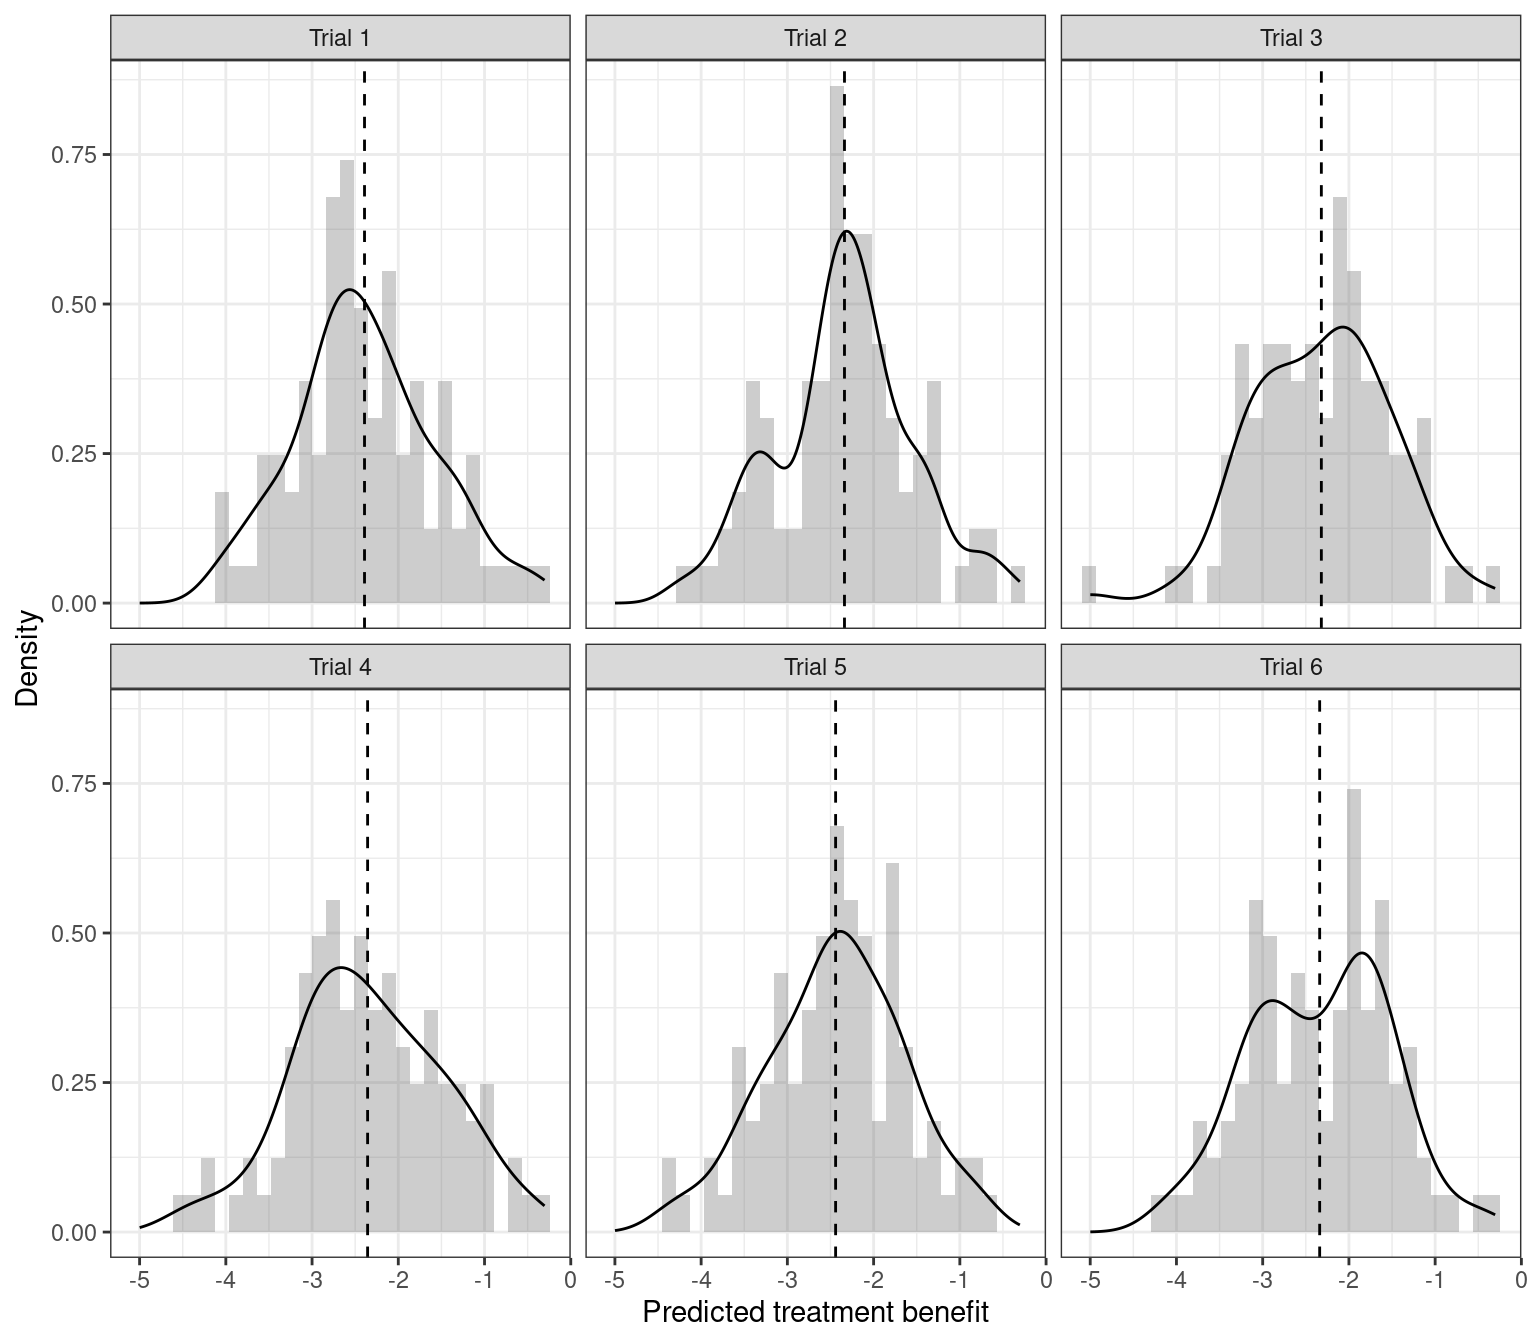 Trial 1
Trial 2
Trial 3
0.75
0.50
0.25
0.00
Density
Trial 4
Trial 5
Trial 6
0.75
0.50
0.25
0.00
-5 -4 -3 -2 -1 0 -5 -4 -3 -2 -1 0 -5 -4 -3 -2 -1 0
Predicted treatment benefit